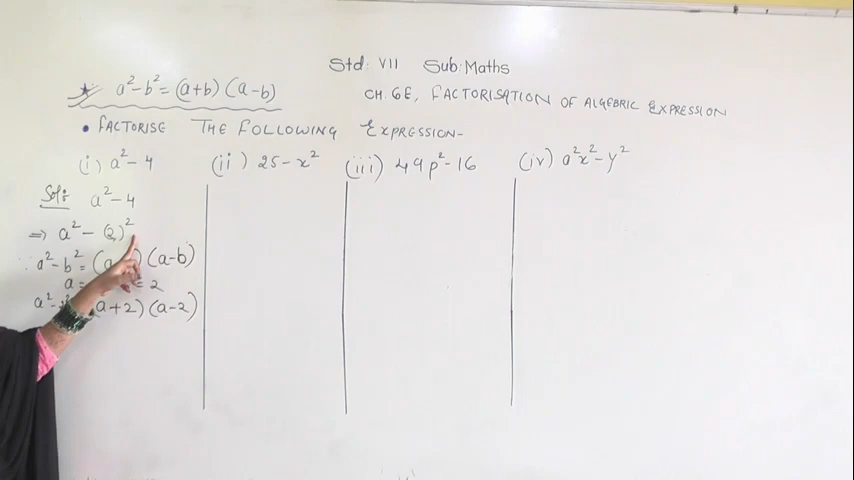 Std: VII Sub: Maths
a²-b² = (a+b) (a-b)
CH. 6E, FACTORISATION OF ALGEBRIC EXPRESSION
• FACTORISE THE FOLLOWING EXPRESSION-
(i) a²-4 (ii) 25-x² (iii) 49p²-16 (iv) a²x²-y²
Sol: a²-4
⇒ a² - (2)²
∴ a²-b² = (a (a-b)
a = = 2
a²- (a+2) (a-2)